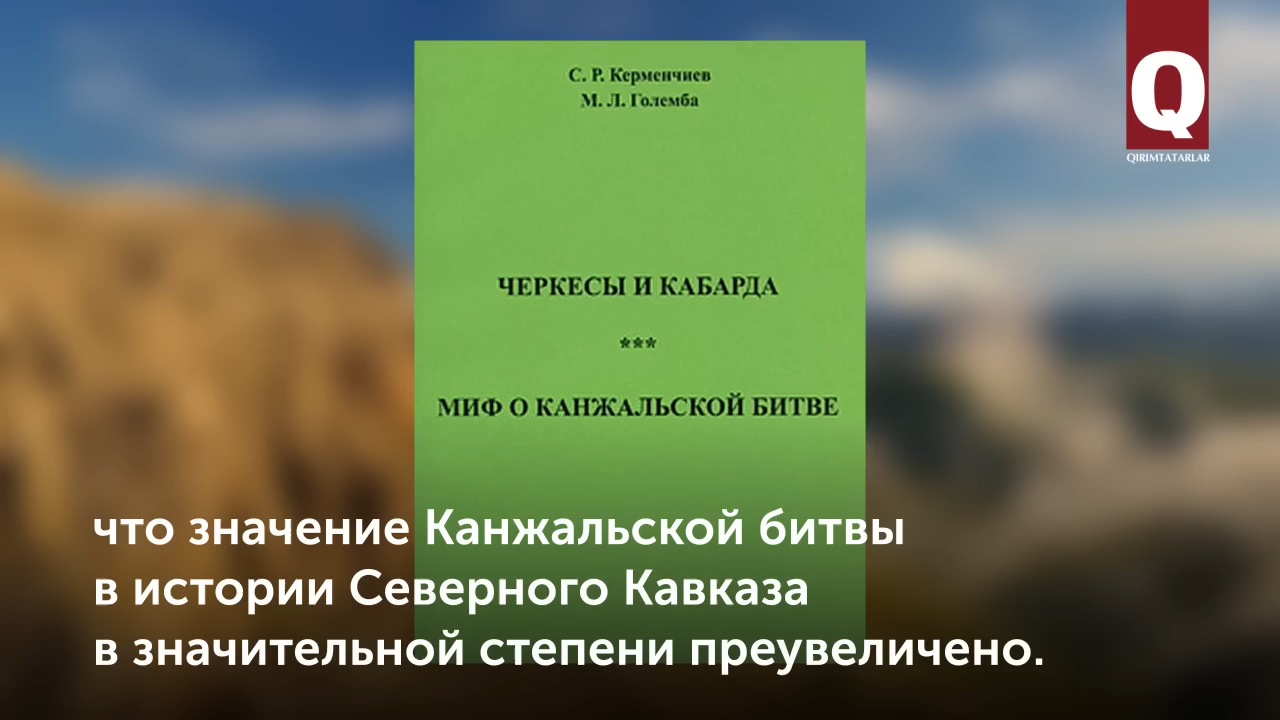 С. Р. Керменчиев
М. Л. Големба
Q
QIRIMTATARLAR
ЧЕРКЕСЫ И КАБАРДА
***
МИФ О КАНЖАЛЬСКОЙ БИТВЕ
что значение Канжальской битвы
в истории Северного Кавказа
в значительной степени преувеличено.